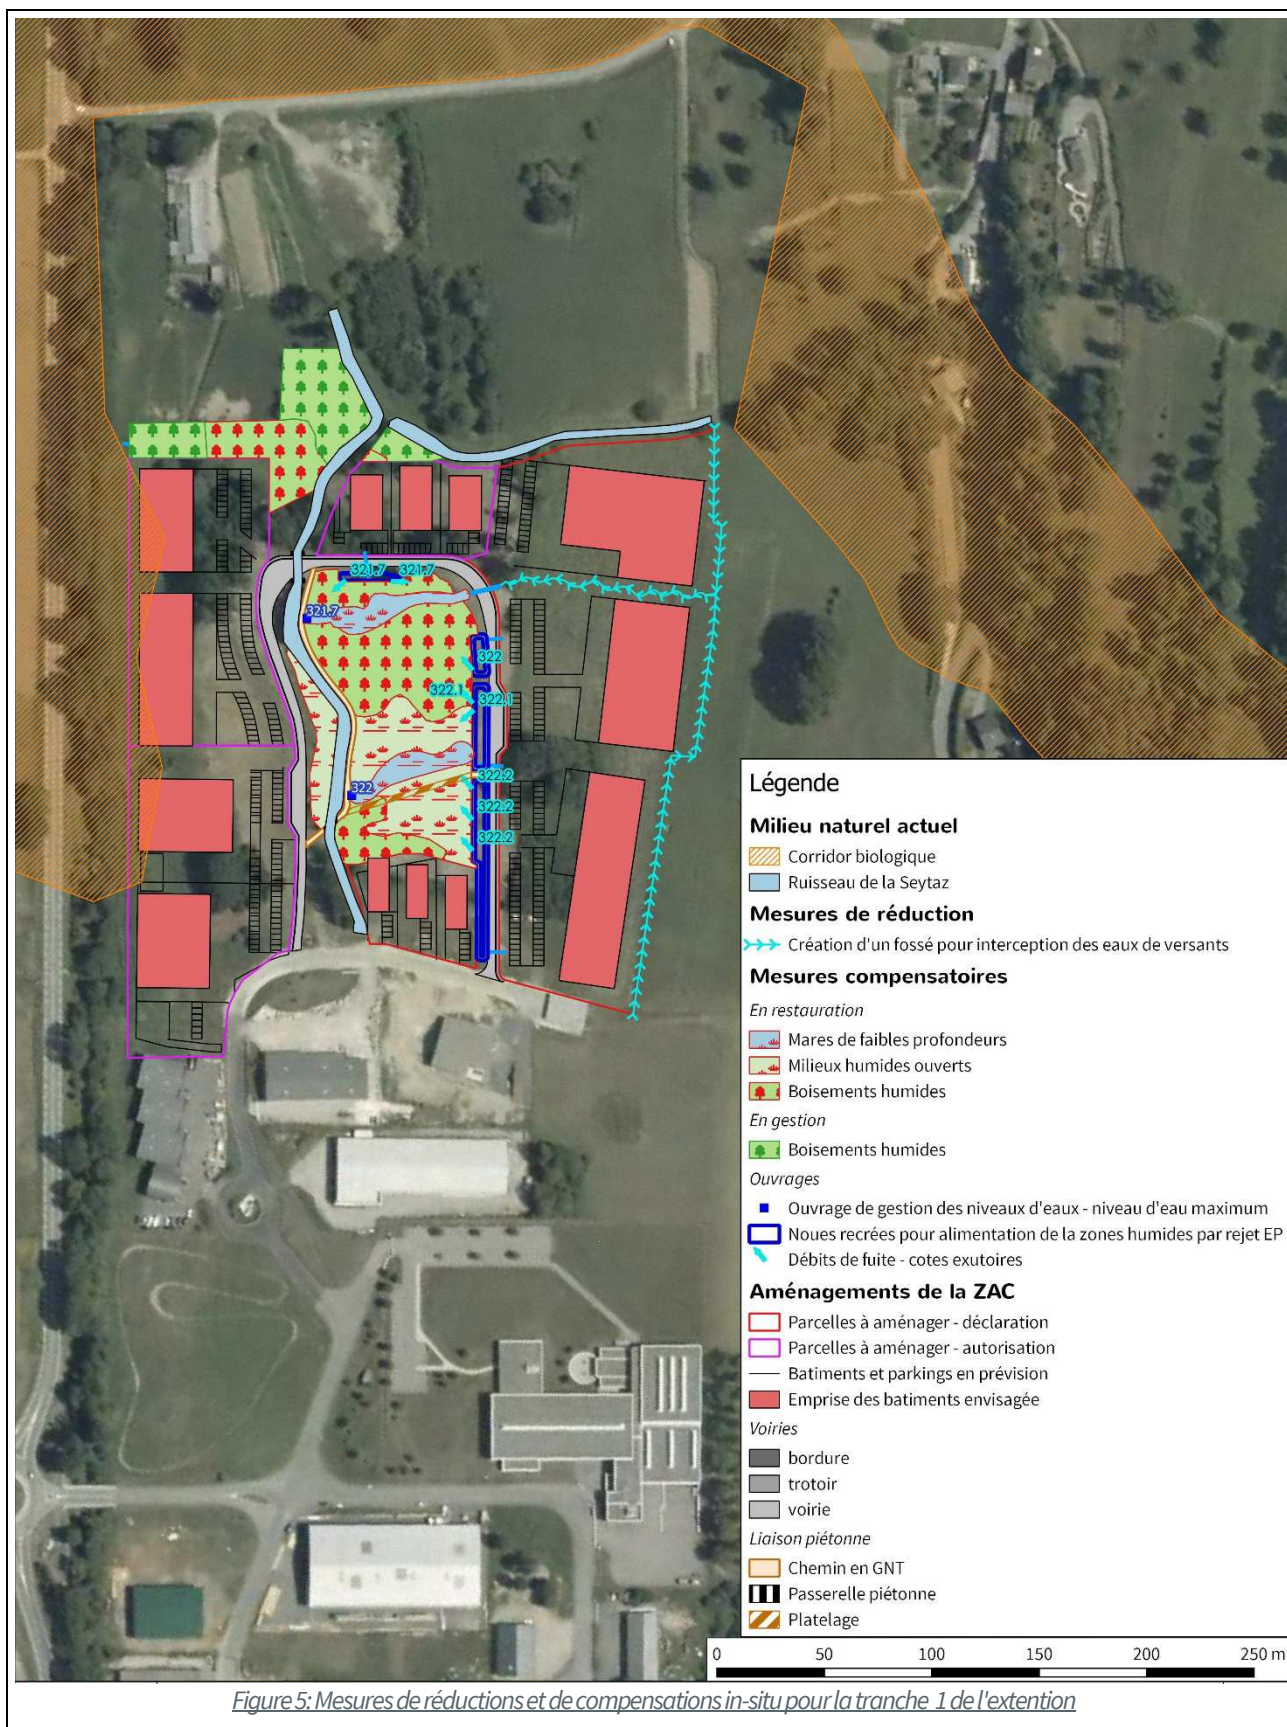 321.7
321.7
321.7
322
322.1
322.1
322.2
322
322.2
322.2
Légende
Milieu naturel actuel
Corridor biologique
Ruisseau de la Seytaz
Mesures de réduction
Création d'un fossé pour interception des eaux de versants
Mesures compensatoires
En restauration
Mares de faibles profondeurs
Milieux humides ouverts
Boisements humides
En gestion
Boisements humides
Ouvrages
Ouvrage de gestion des niveaux d'eaux - niveau d'eau maximum
Noues recrées pour alimentation de la zones humides par rejet EP
Débits de fuite - cotes exutoires
Aménagements de la ZAC
Parcelles à aménager - déclaration
Parcelles à aménager - autorisation
Batiments et parkings en prévision
Emprise des batiments envisagée
Voiries
bordure
trotoir
voirie
Liaison piétonne
Chemin en GNT
Passerelle piétonne
Platelage
0 50 100 150 200 250 m
Figure 5: Mesures de réductions et de compensations in-situ pour la tranche 1 de l'extention